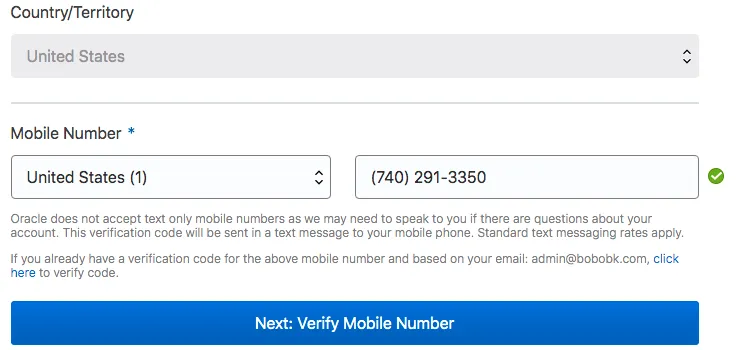 Country/Territory
United States
Mobile Number *
United States (1)
(740) 291-3350
Oracle does not accept text only mobile numbers as we may need to speak to you if there are questions about your
account. This verification code will be sent in a text message to your mobile phone. Standard text messaging rates apply.
If you already have a verification code for the above mobile number and based on your email: admin@bobobk.com, click
here to verify code.
Next: Verify Mobile Number